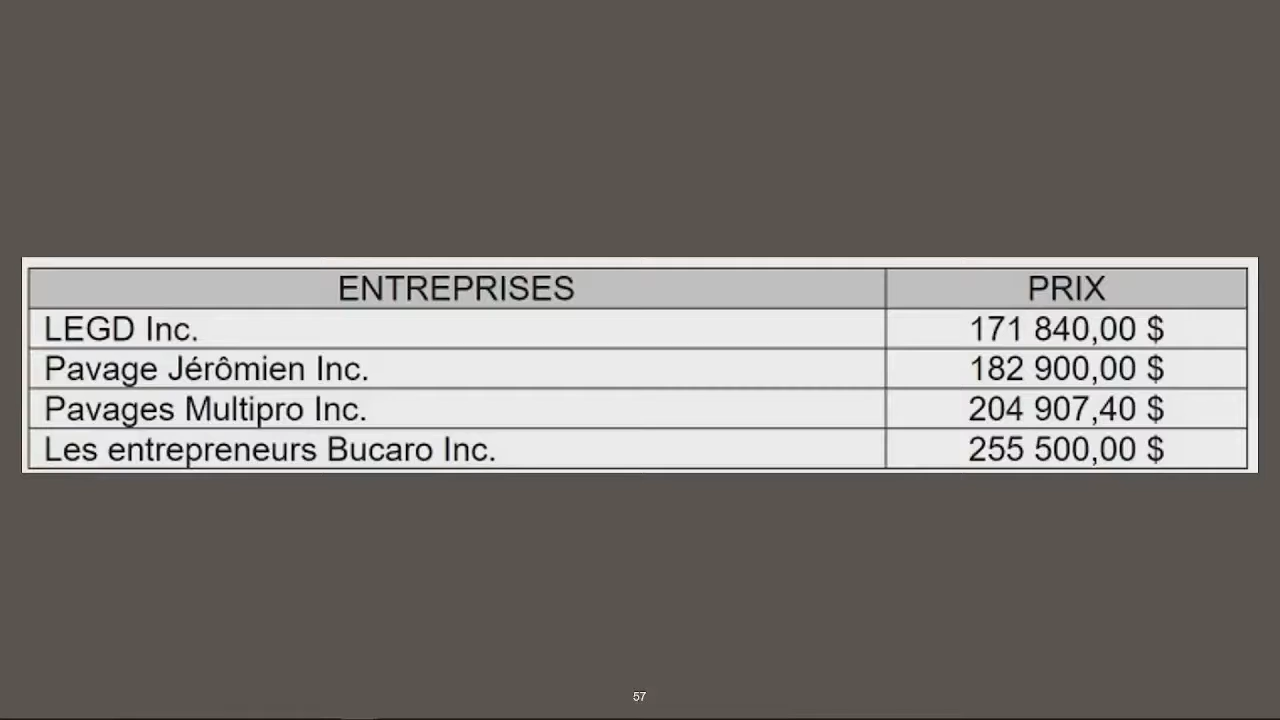 ENTREPRISES PRIX
LEGD Inc. 171 840,00 $
Pavage Jérômien Inc. 182 900,00 $
Pavages Multipro Inc. 204 907,40 $
Les entrepreneurs Bucaro Inc. 255 500,00 $
57